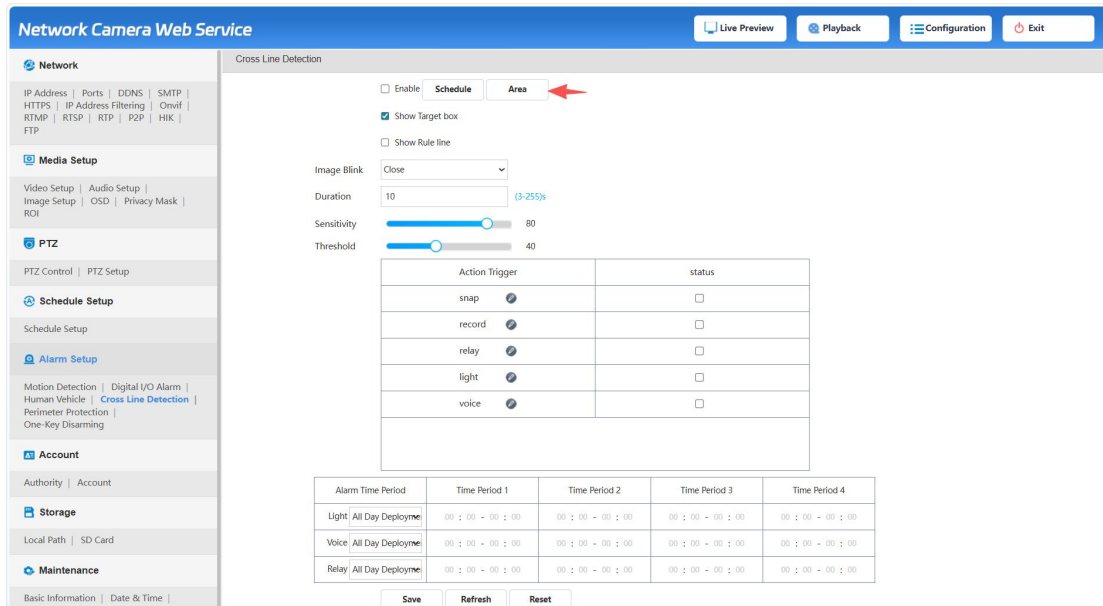 Network Camera Web Service
Live Preview
Playback
Configuration
Exit
Network
IP Address | Ports | DDNS | SMTP |
HTTPS | IP Address Filtering | Onvif |
RTMP | RTSP | RTP | P2P | HIK |
FTP
Media Setup
Video Setup | Audio Setup |
Image Setup | OSD | Privacy Mask |
ROI
PTZ
PTZ Control | PTZ Setup
Schedule Setup
Schedule Setup
Alarm Setup
Motion Detection | Digital I/O Alarm |
Human Vehicle | Cross Line Detection |
Perimeter Protection |
One-Key Disarming
Account
Authority | Account
Storage
Local Path | SD Card
Maintenance
Basic Information | Date & Time |
Cross Line Detection
Enable Schedule Area
Show Target box
Show Rule line
Image Blink Close
Duration 10 (3-255)s
Sensitivity 80
Threshold 40
Action Trigger status
snap
record
relay
light
voice
Alarm Time Period Time Period 1 Time Period 2 Time Period 3 Time Period 4
Light All Day Deployme 00 : 00 - 00 : 00 00 : 00 - 00 : 00 00 : 00 - 00 : 00 00 : 00 - 00 : 00
Voice All Day Deployme 00 : 00 - 00 : 00 00 : 00 - 00 : 00 00 : 00 - 00 : 00 00 : 00 - 00 : 00
Relay All Day Deployme 00 : 00 - 00 : 00 00 : 00 - 00 : 00 00 : 00 - 00 : 00 00 : 00 - 00 : 00
Save Refresh Reset